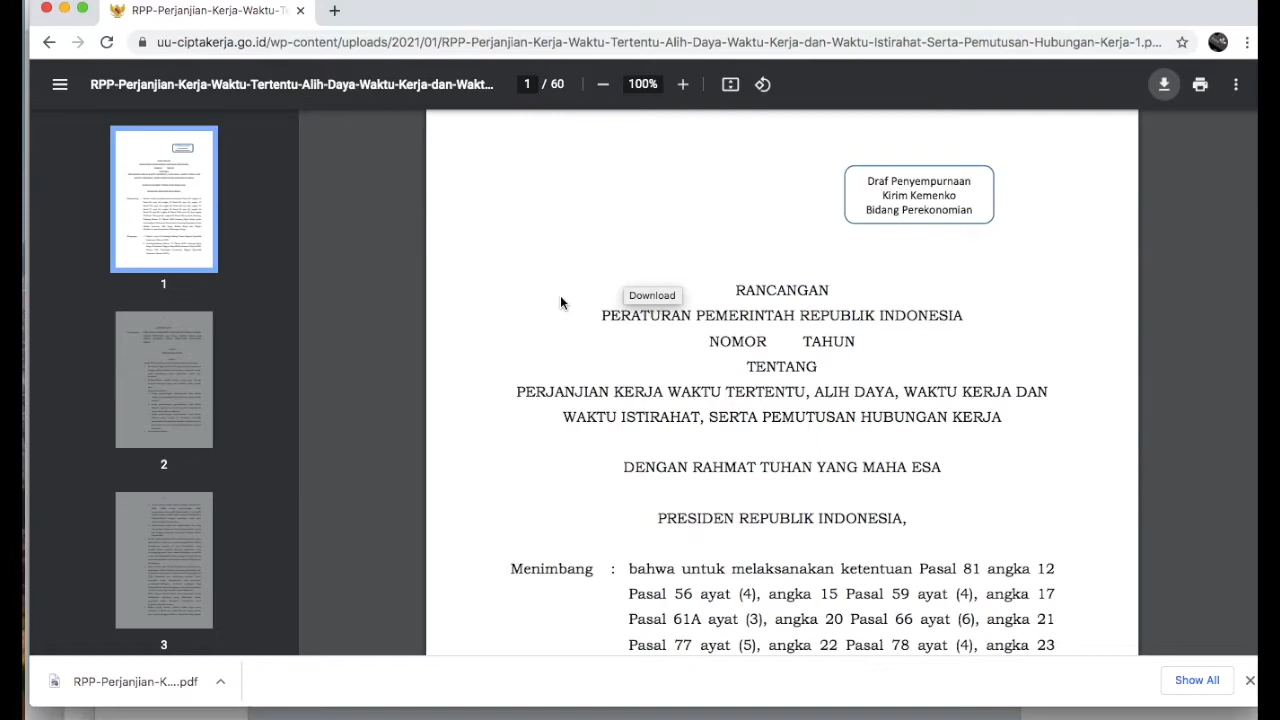 RPP-Perjanjian-Kerja-Waktu-Te
uu-ciptakerja.go.id/wp-content/uploads/2021/01/RPP-Perjanjian-Kerja-Waktu-Tertentu-Alih-Daya-Waktu-Kerja-dan-Waktu-Istirahat-Serta-Pemutusan-Hubungan-Kerja-1.p...
RPP-Perjanjian-Kerja-Waktu-Tertentu-Alih-Daya-Waktu-Kerja-dan-Wakt...
1 / 60
100%
1
2
3
Draf Penyempurnaan
Kirim Kemenko
Bidang Perekonomian
RANCANGAN
Download
PERATURAN PEMERINTAH REPUBLIK INDONESIA
NOMOR TAHUN
TENTANG
PERJANJIAN KERJA WAKTU TERTENTU, ALIH DAYA, WAKTU KERJA DAN
WAKTU ISTIRAHAT, SERTA PEMUTUSAN HUBUNGAN KERJA
DENGAN RAHMAT TUHAN YANG MAHA ESA
PRESIDEN REPUBLIK INDONESIA,
Menimbang : bahwa untuk melaksanakan ketentuan Pasal 81 angka 12
Pasal 56 ayat (4), angka 15 Pasal 59 ayat (4), angka 17
Pasal 61A ayat (3), angka 20 Pasal 66 ayat (6), angka 21
Pasal 77 ayat (5), angka 22 Pasal 78 ayat (4), angka 23
RPP-Perjanjian-K....pdf
Show All